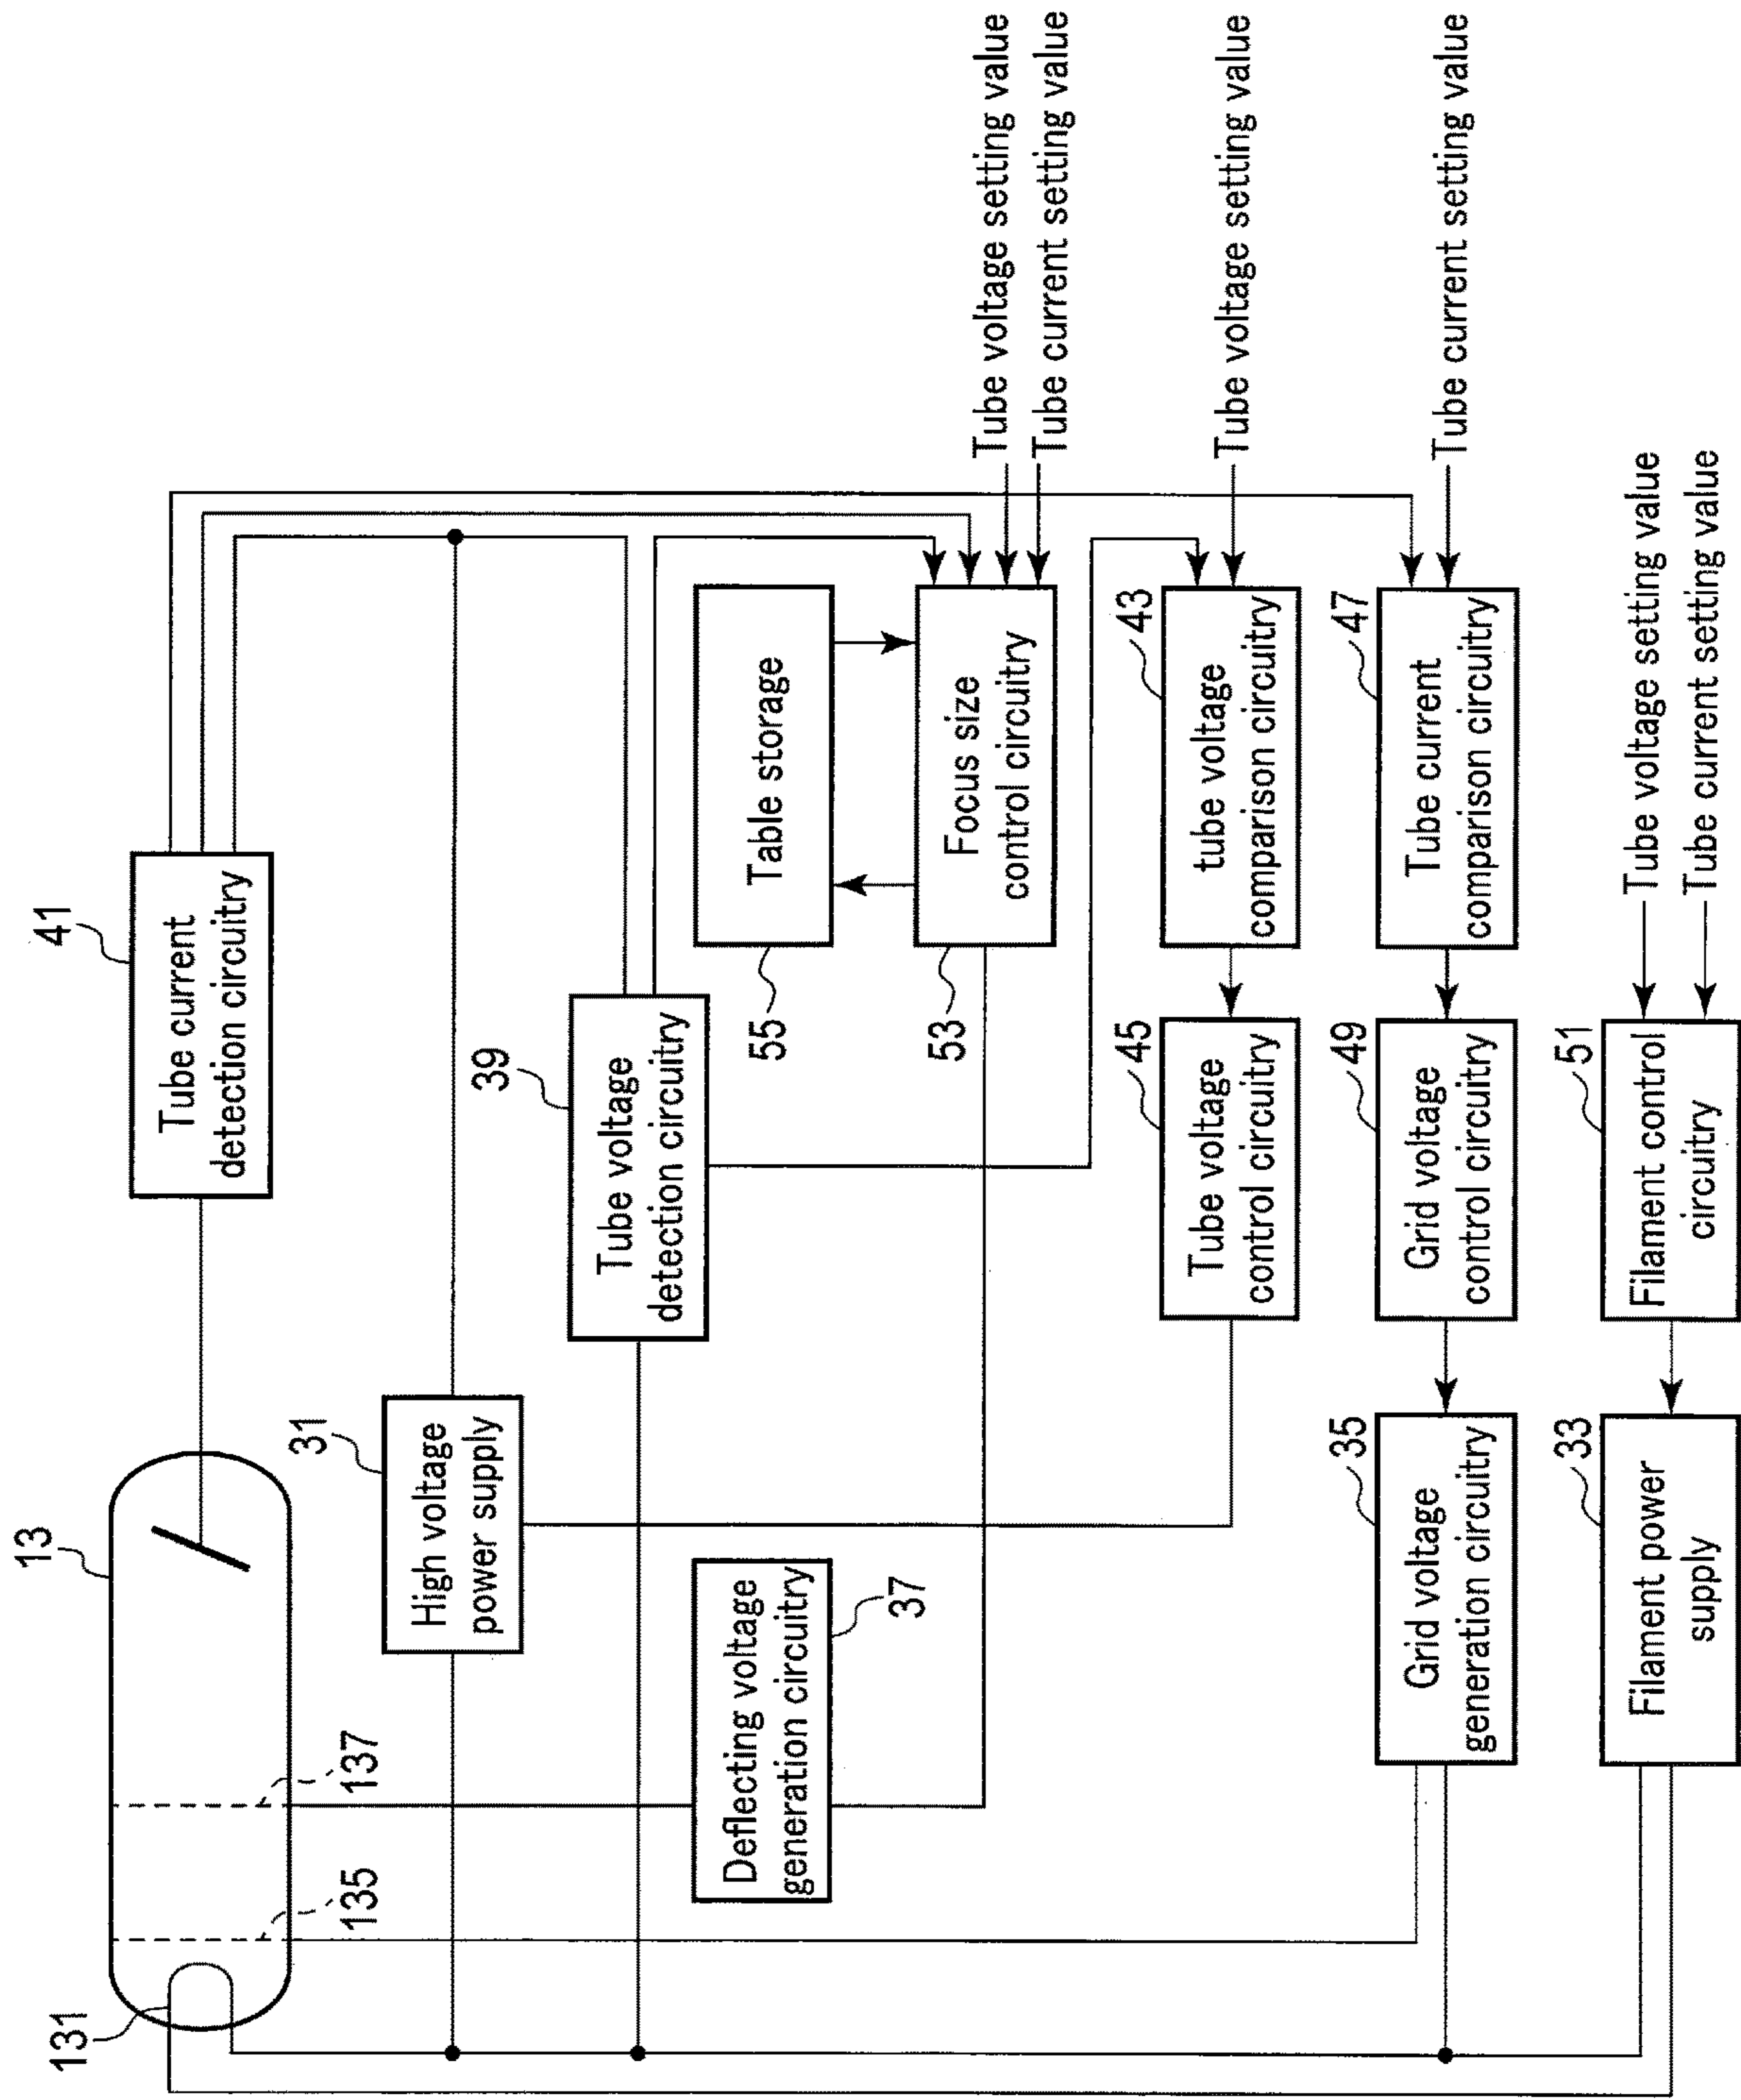 13
131
135
137
41
Tube current
detection circuitry
31
High voltage
power supply
39
Tube voltage
detection circuitry
Deflecting voltage
generation circuitry
37
Table storage
55
Focus size
control circuitry
53
Tube voltage setting value
Tube current setting value
45
Tube voltage
control circuitry
43
tube voltage
comparison circuitry
Tube voltage setting value
35
Grid voltage
generation circuitry
49
Grid voltage
control circuitry
47
Tube current
comparison circuitry
Tube current setting value
33
Filament power
supply
51
Filament control
circuitry
Tube voltage setting value
Tube current setting value